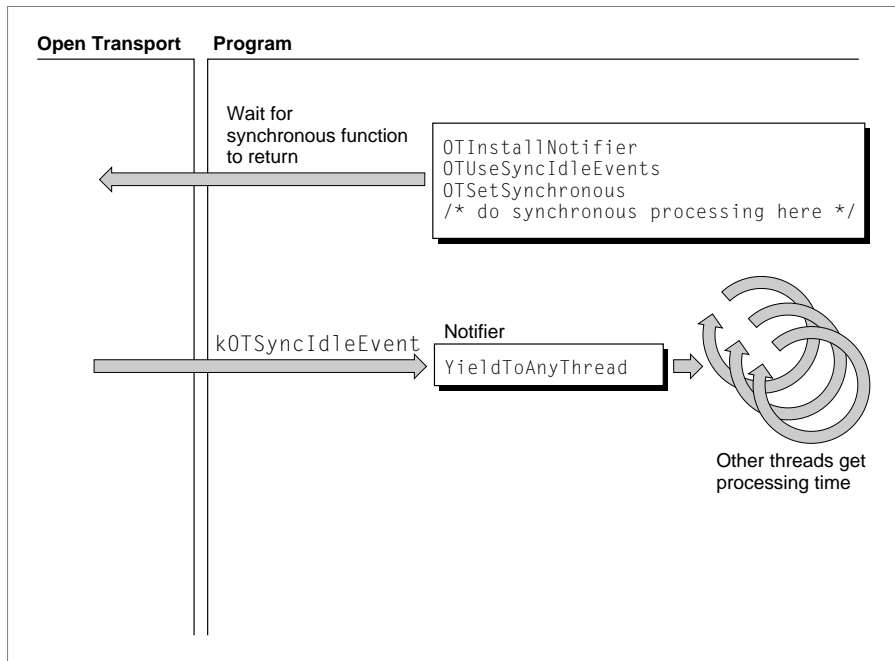 Open Transport
Program
Wait for
synchronous function
to return
OTInstallNotifier
OTUseSyncIdleEvents
OTSetSynchronous
/* do synchronous processing here */
kOTSyncIdleEvent
Notifier
YieldToAnyThread
Other threads get
processing time